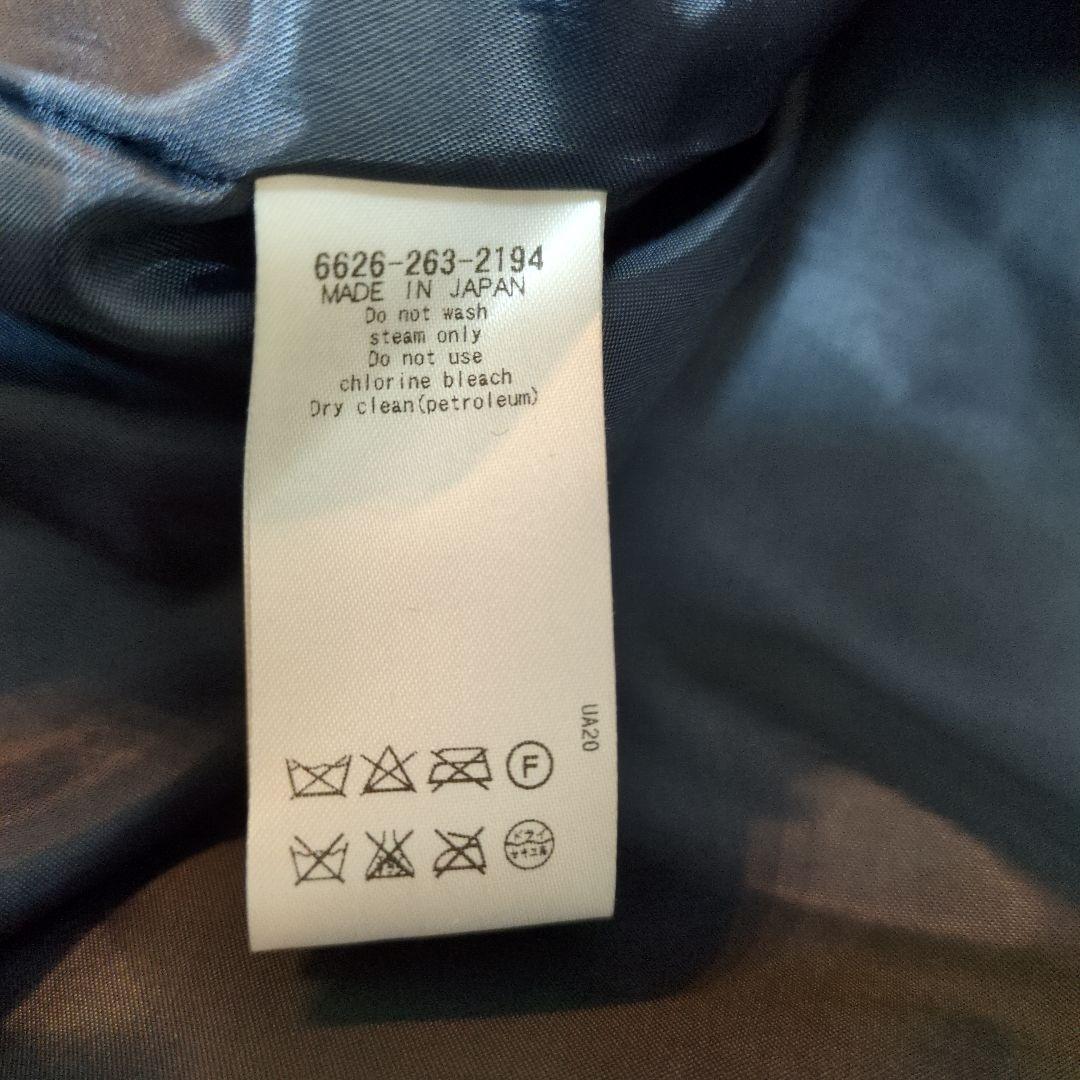 6626-263-2194
MADE IN JAPAN
Do not wash
steam only
Do not use
chlorine bleach
Dry clean(petroleum)
UA20
F
ドライ
セキユ系